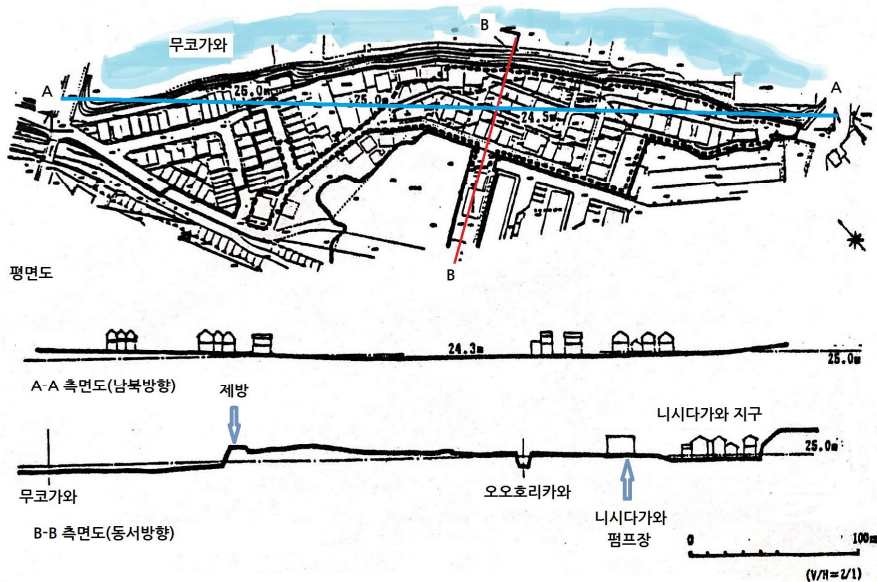 B
무코가와
A
A
25.0m
25.0m
24.5m
B
평면도
24.3m
25.0m
A-A 측면도(남북방향)
제방
니시다가와 지구
25.0m
무코가와
오오호리카와
니시다가와
펌프장
B-B 측면도(동서방향)
0
100m
(V/H=2/1)